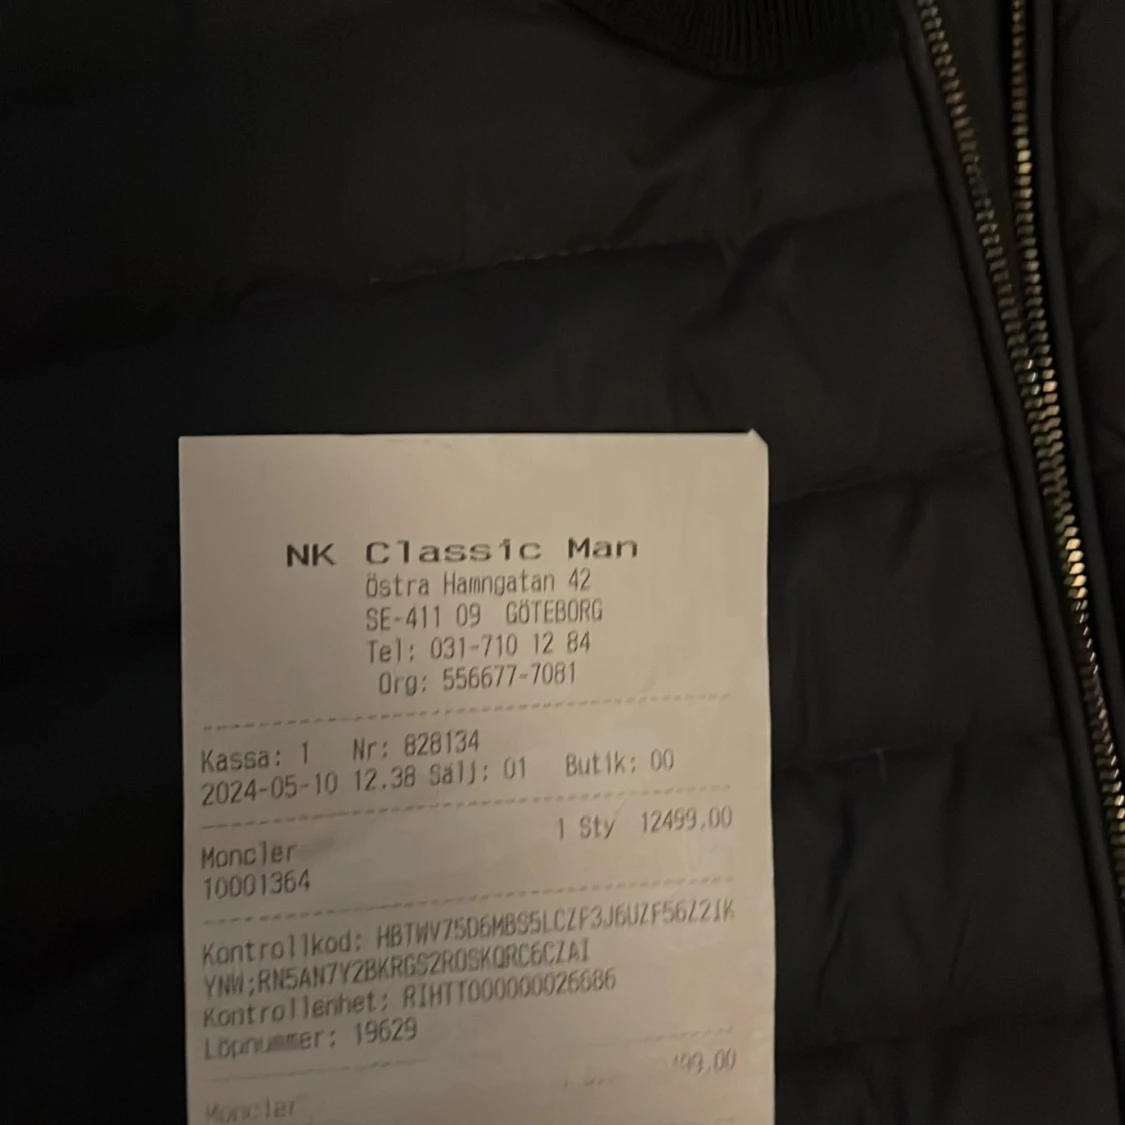 NK Classic Man
Östra Hamngatan 42
SE-411 09 GÖTEBORG
Tel: 031-710 12 84
Org: 556677-7081
Kassa: 1 Nr: 828134
2024-05-10 12.38 Sälj: 01 Butik: 00
1 Sty 12499,00
Moncler
10001364
Kontrollkod: HBTWV75D6MBS5LCZF3J6UZF56Z2IK
YNW;RN5AN7Y2BKRGS2ROSKQRC6CZAI
Kontrollenhet: RIHTT000000026686
Löpnummer: 19629
Moncler